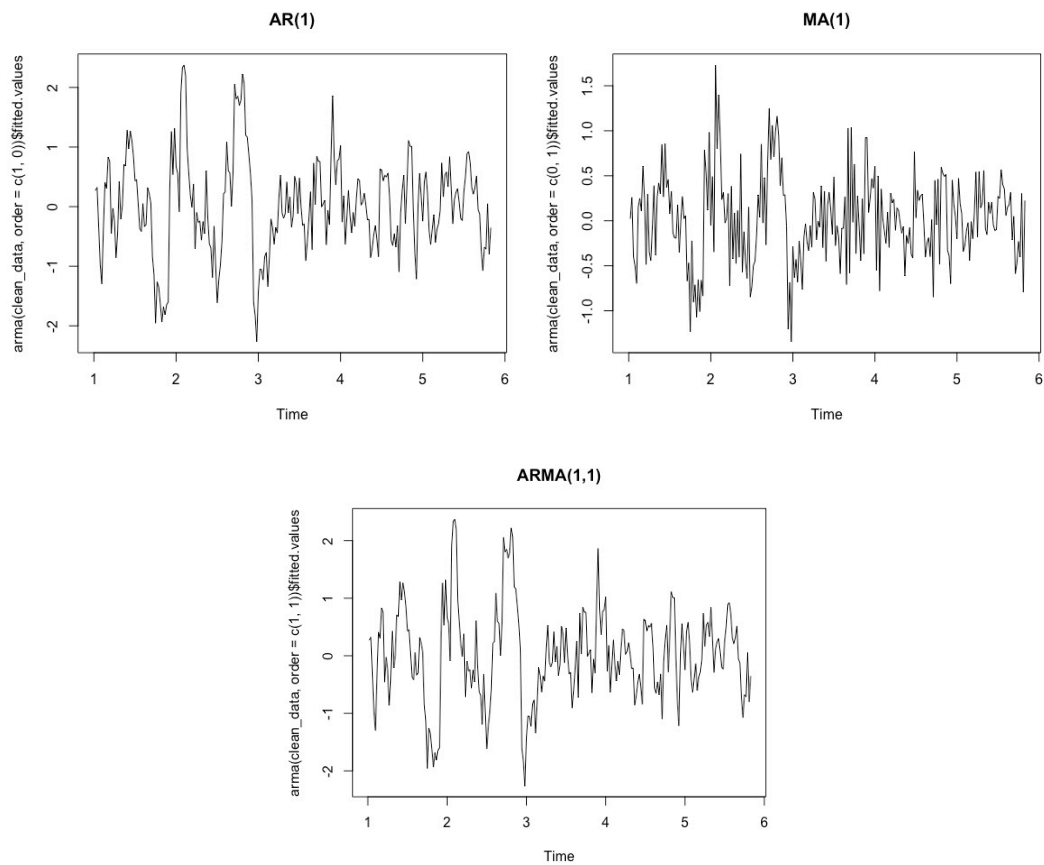 AR(1)
arma(clean_data, order = c(1, 0))$fitted.values
2
1
0
-1
-2
1 2 3 4 5 6
Time
MA(1)
arma(clean_data, order = c(0, 1))$fitted.values
1.5
1.0
0.5
0.0
-0.5
-1.0
1 2 3 4 5 6
Time
ARMA(1,1)
arma(clean_data, order = c(1, 1))$fitted.values
2
1
0
-1
-2
1 2 3 4 5 6
Time